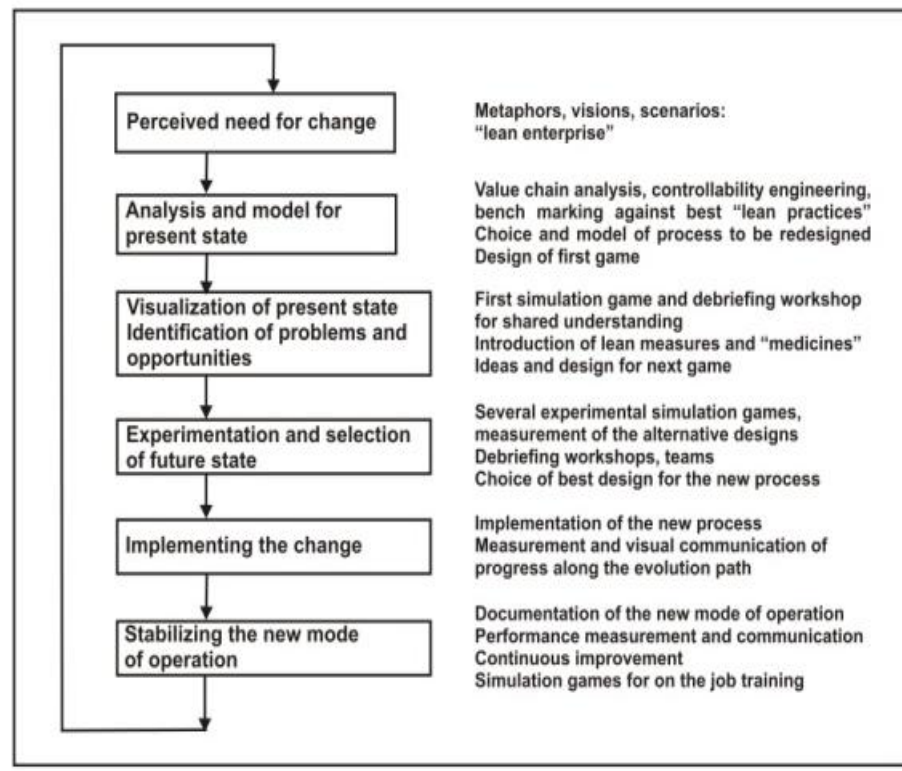 Perceived need for change
Metaphors, visions, scenarios:
“lean enterprise”
Analysis and model for
present state
Value chain analysis, controllability engineering,
bench marking against best “lean practices”
Choice and model of process to be redesigned
Design of first game
Visualization of present state
Identification of problems and
opportunities
First simulation game and debriefing workshop
for shared understanding
Introduction of lean measures and “medicines”
Ideas and design for next game
Experimentation and selection
of future state
Several experimental simulation games,
measurement of the alternative designs
Debriefing workshops, teams
Choice of best design for the new process
Implementing the change
Implementation of the new process
Measurement and visual communication of
progress along the evolution path
Stabilizing the new mode
of operation
Documentation of the new mode of operation
Performance measurement and communication
Continuous improvement
Simulation games for on the job training